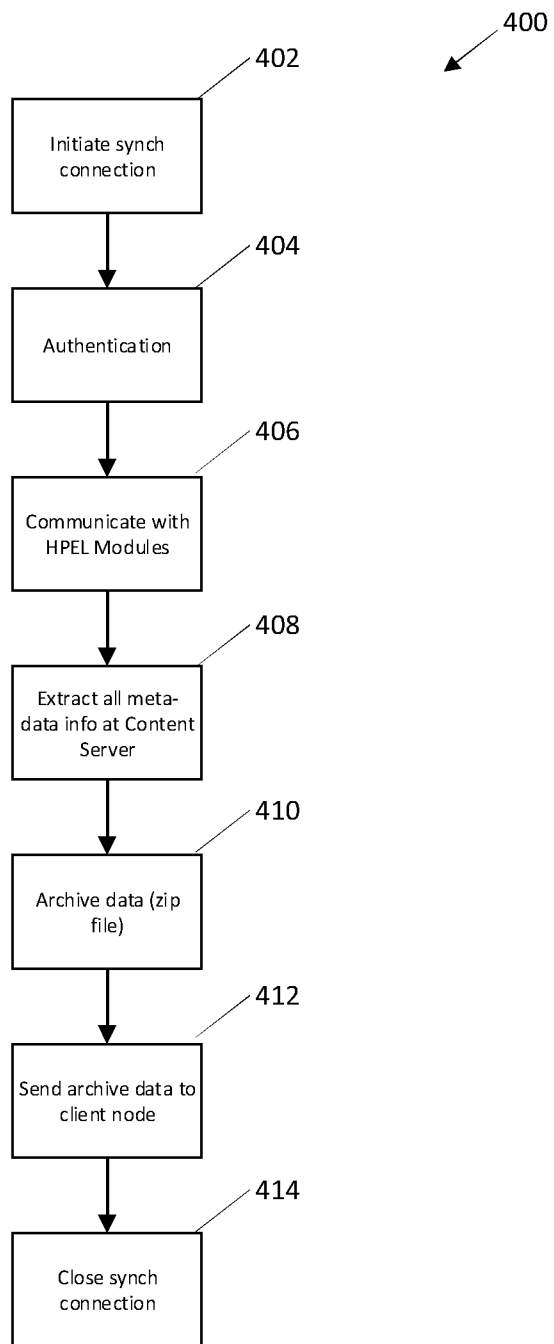 400
402
Initiate synch
connection
404
Authentication
406
Communicate with
HPEL Modules
408
Extract all meta-
data info at Content
Server
410
Archive data (zip
file)
412
Send archive data to
client node
414
Close synch
connection